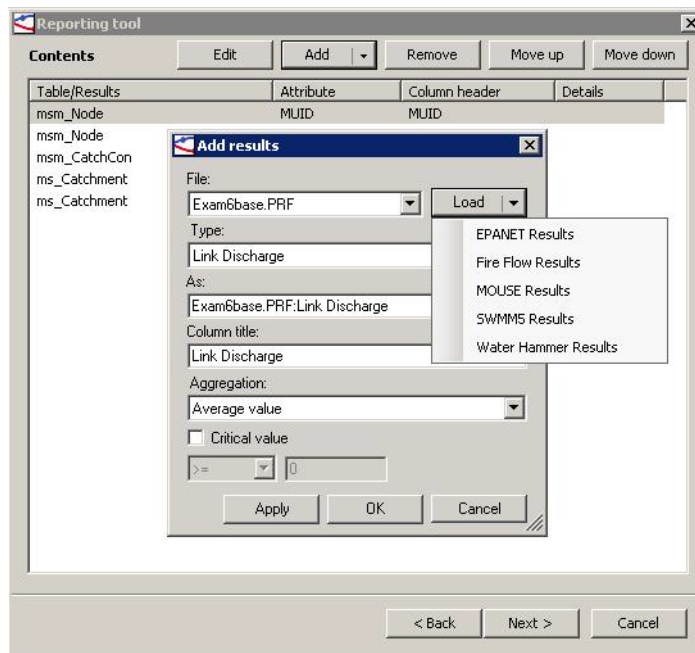 Reporting tool
Contents Edit Add Remove Move up Move down
Table/Results Attribute Column header Details
msm_Node MUID MUID
msm_Node
msm_CatchCon
ms_Catchment
ms_Catchment
Add results
File:
Exam6base.PRF Load
EPANET Results
Fire Flow Results
MOUSE Results
SWMM5 Results
Water Hammer Results
Type:
Link Discharge
As:
Exam6base.PRF:Link Discharge
Column title:
Link Discharge
Aggregation:
Average value
Critical value
>= 0
Apply OK Cancel
< Back Next > Cancel